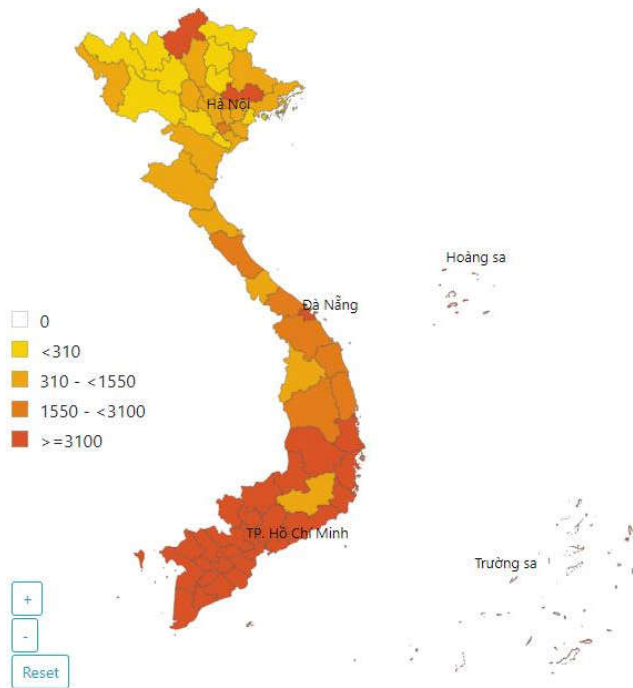 Hà Nội
Hoàng sa
Đà Nẵng
0
<310
310 - <1550
1550 - <3100
>=3100
TP. Hồ Chí Minh
Trường sa
+
-
Reset